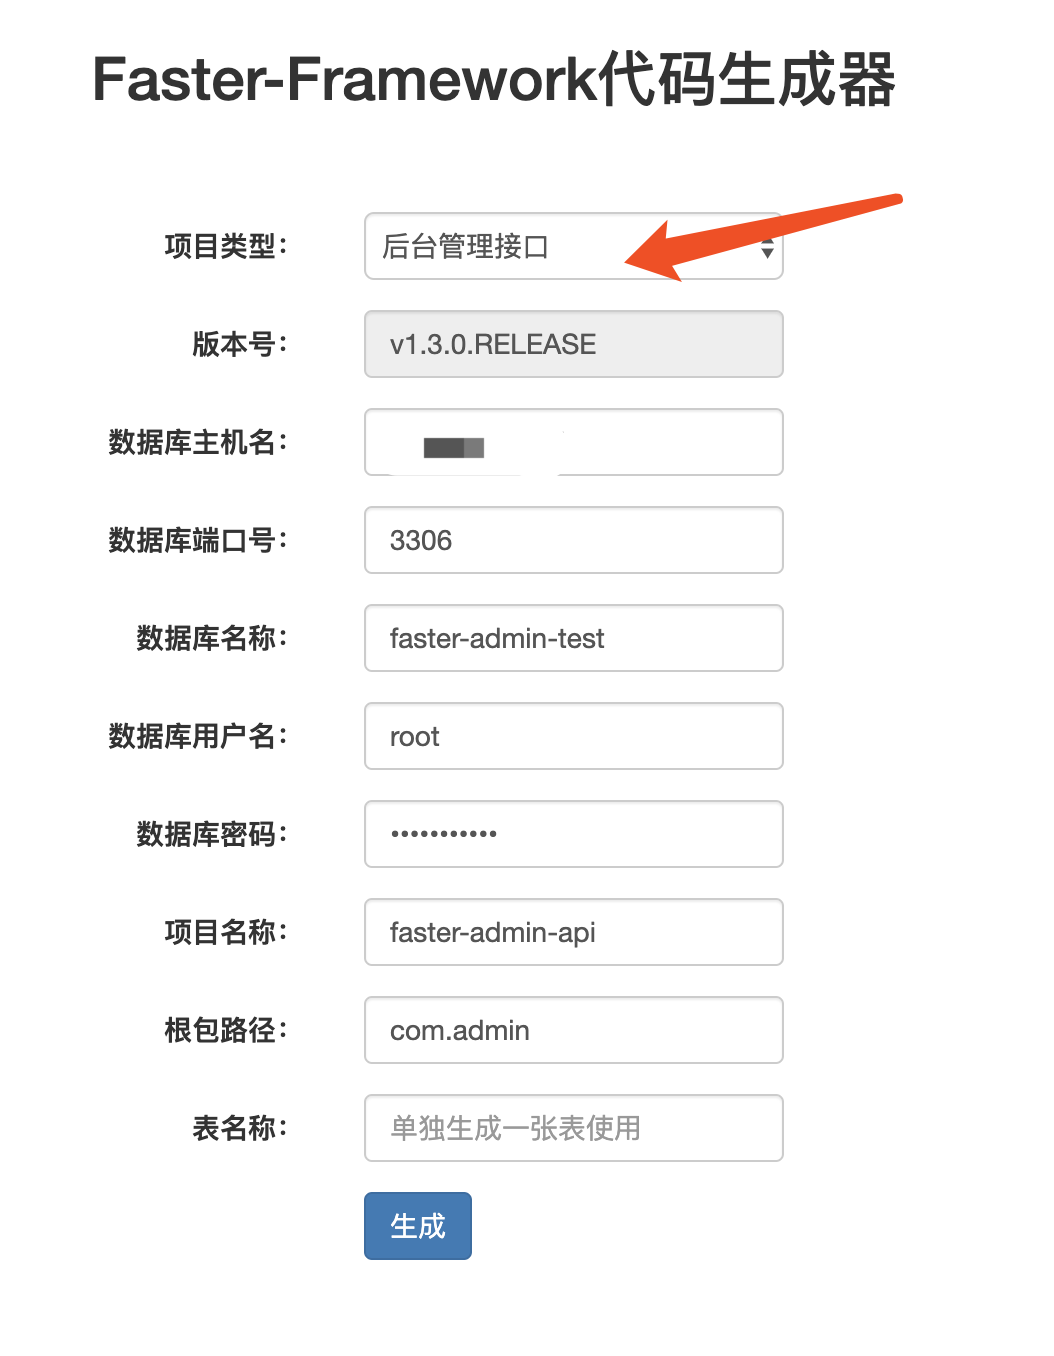 Faster-Framework代码生成器
项目类型： 后台管理接口
版本号： v1.3.0.RELEASE
数据库主机名：
数据库端口号： 3306
数据库名称： faster-admin-test
数据库用户名： root
数据库密码： •••••••••••
项目名称： faster-admin-api
根包路径： com.admin
表名称： 单独生成一张表使用
生成